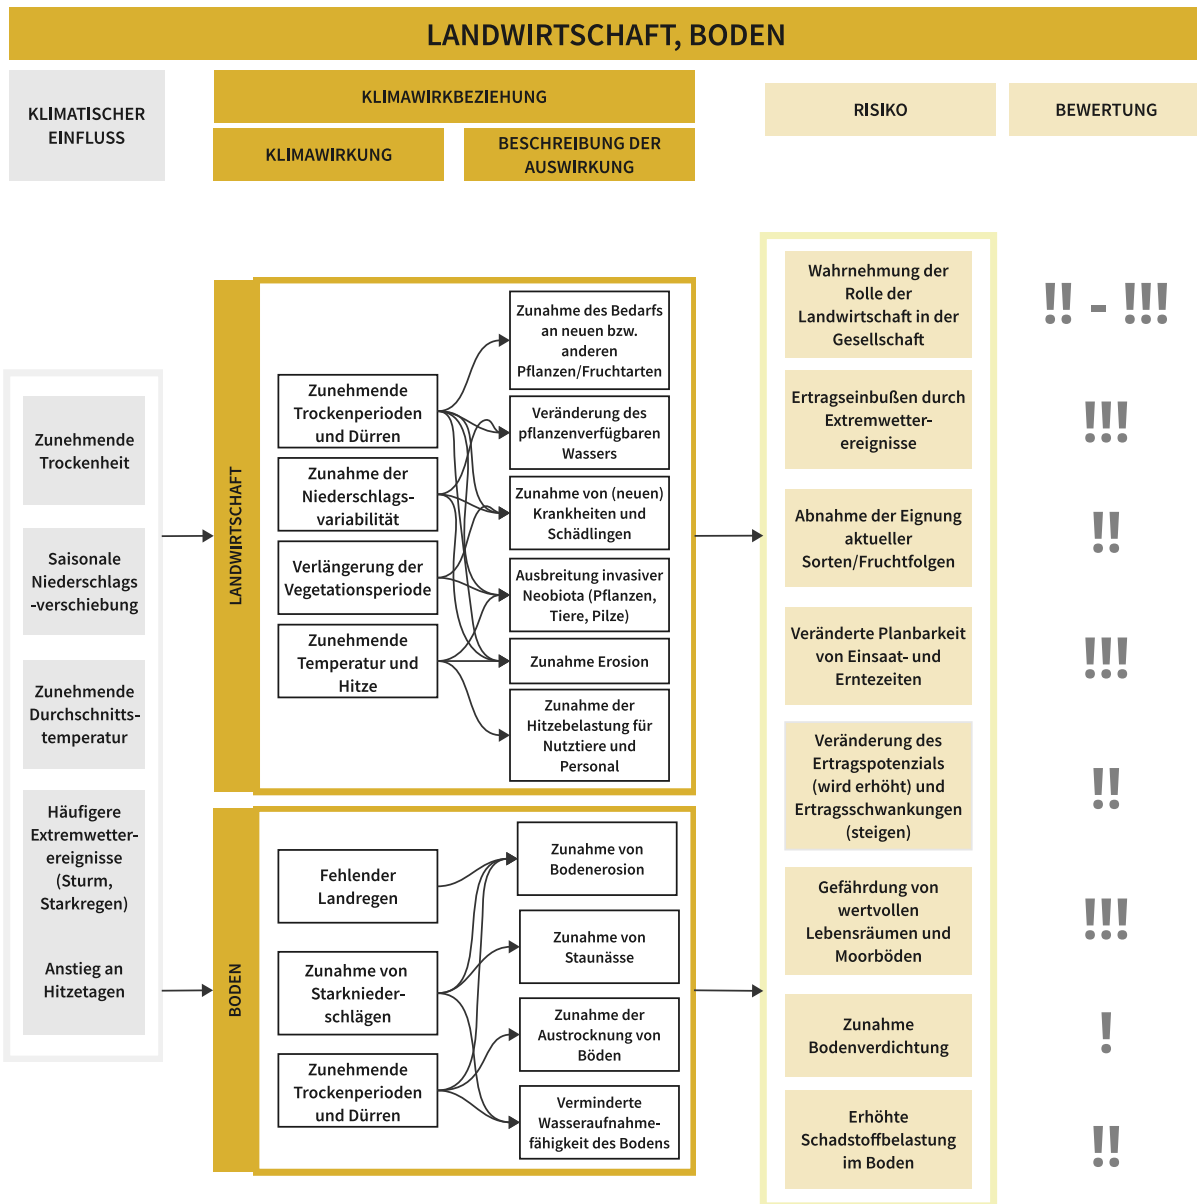 LANDWIRTSCHAFT, BODEN
KLIMATISCHER
EINFLUSS
KLIMAWIRKBEZIEHUNG
KLIMAWIRKUNG
BESCHREIBUNG DER
AUSWIRKUNG
RISIKO
BEWERTUNG
Zunehmende
Trockenheit
Saisonale
Niederschlags
-verschiebung
Zunehmende
Durchschnitts-
temperatur
Häufigere
Extremwetter-
ereignisse
(Sturm,
Starkregen)
Anstieg an
Hitzetagen
LANDWIRTSCHAFT
Zunehmende
Trockenperioden
und Dürren
Zunahme der
Niederschlags-
variabilität
Verlängerung der
Vegetationsperiode
Zunehmende
Temperatur und
Hitze
Zunahme des Bedarfs
an neuen bzw.
anderen
Pflanzen/Fruchtarten
Veränderung des
pflanzenverfügbaren
Wassers
Zunahme von (neuen)
Krankheiten und
Schädlingen
Ausbreitung invasiver
Neobiota (Pflanzen,
Tiere, Pilze)
Zunahme Erosion
Zunahme der
Hitzebelastung für
Nutztiere und
Personal
BODEN
Fehlender
Landregen
Zunahme von
Starknieder-
schlägen
Zunehmende
Trockenperioden
und Dürren
Zunahme von
Bodenerosion
Zunahme von
Staunässe
Zunahme der
Austrocknung von
Böden
Verminderte
Wasseraufnahme-
fähigkeit des Bodens
Wahrnehmung der
Rolle der
Landwirtschaft in der
Gesellschaft
!! - !!!
Ertragseinbußen durch
Extremwetter-
ereignisse
!!!
Abnahme der Eignung
aktueller
Sorten/Fruchtfolgen
!!
Veränderte Planbarkeit
von Einsaat- und
Erntezeiten
!!!
Veränderung des
Ertragspotenzials
(wird erhöht) und
Ertragsschwankungen
(steigen)
!!
Gefährdung von
wertvollen
Lebensräumen und
Moorböden
!!!
Zunahme
Bodenverdichtung
!
Erhöhte
Schadstoffbelastung
im Boden
!!